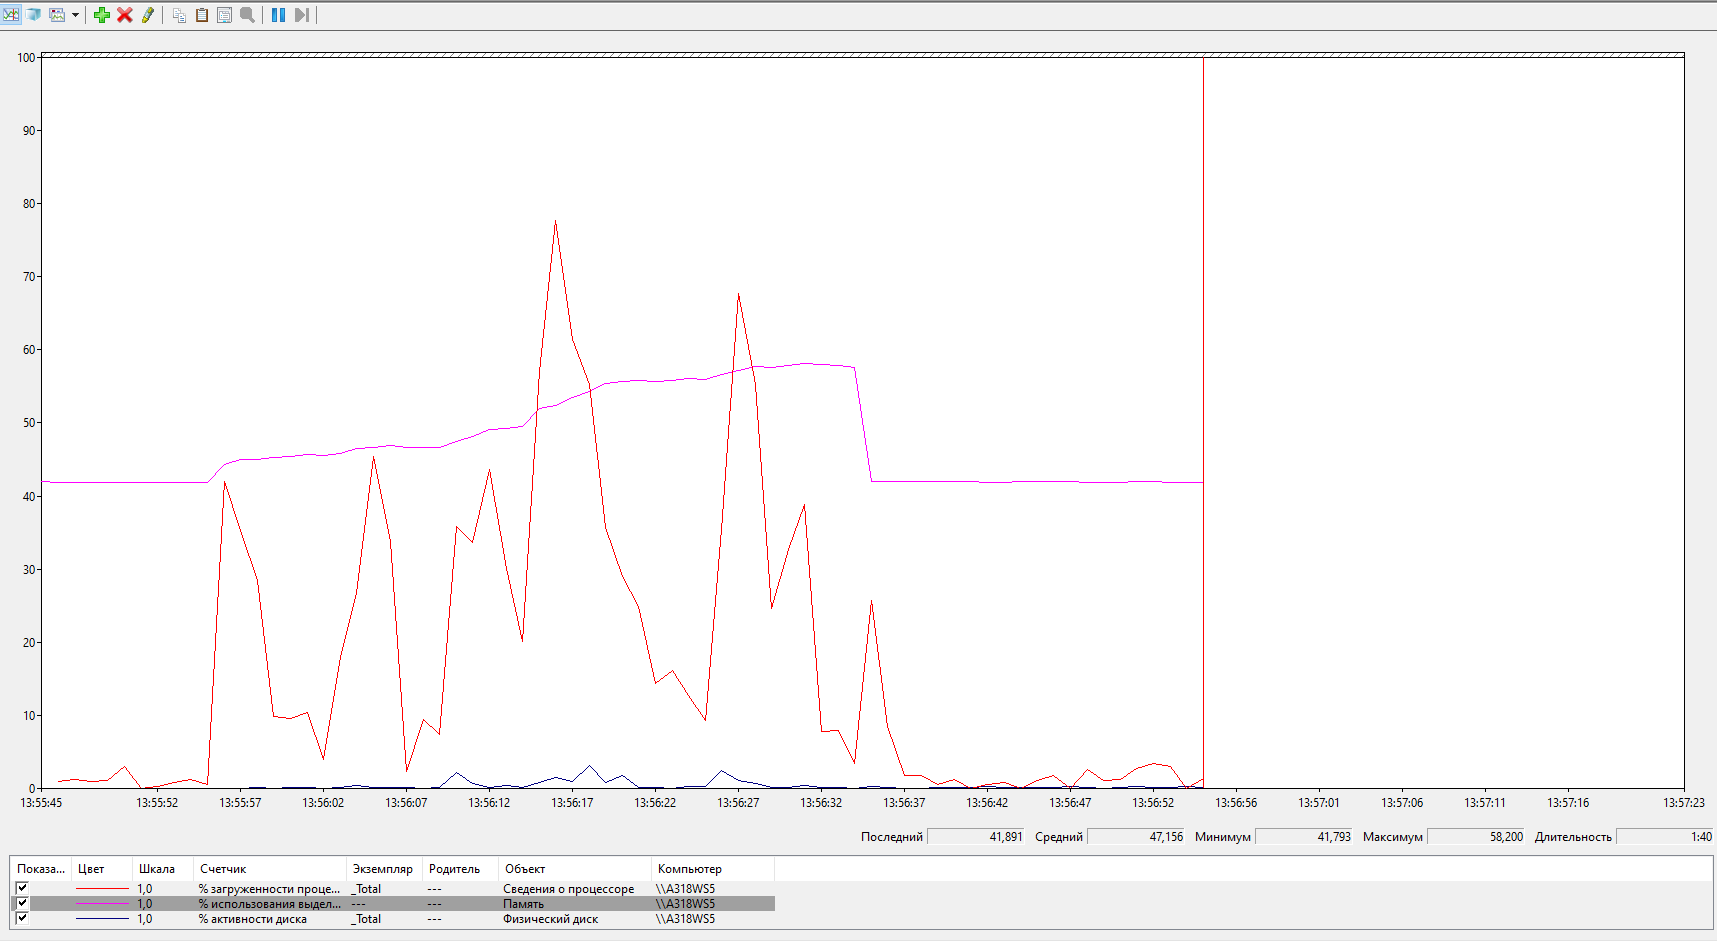 100
90
80
70
60
50
40
30
20
10
0
13:55:45 13:55:52 13:55:57 13:56:02 13:56:07 13:56:12 13:56:17 13:56:22 13:56:27 13:56:32 13:56:37 13:56:42 13:56:47 13:56:52 13:56:56 13:57:01 13:57:06 13:57:11 13:57:16 13:57:23
Последний 41,891 Средний 47,156 Минимум 41,793 Максимум 58,200 Длительность 1:40
Показа... Цвет Шкала Счетчик Экземпляр Родитель Объект Компьютер
1,0 % загруженности проце... _Total --- Сведения о процессоре \\A318WS5
1,0 % использования выдел... --- --- Память \\A318WS5
1,0 % активности диска _Total --- Физический диск \\A318WS5